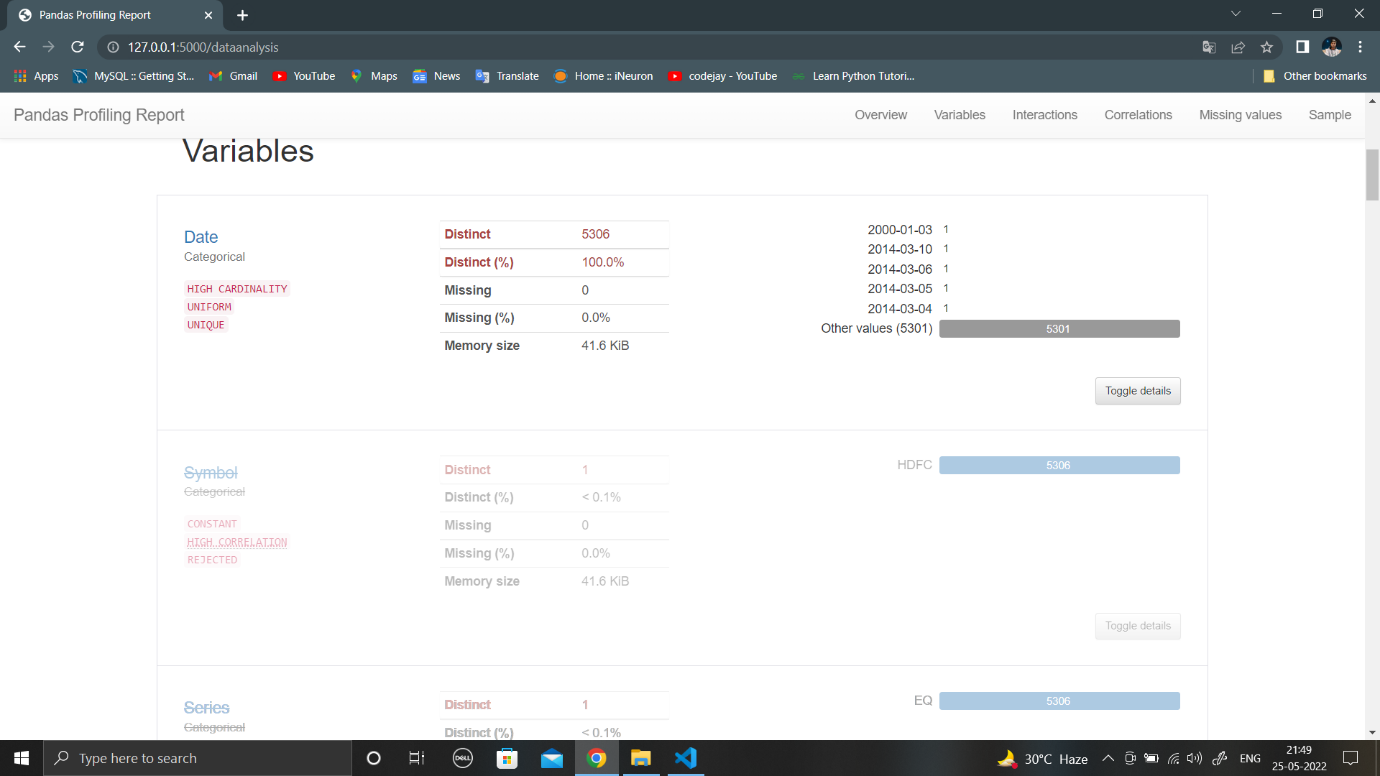 Pandas Profiling Report
127.0.0.1:5000/dataanalysis
Apps MySQL :: Getting St... Gmail YouTube Maps News Translate Home :: iNeuron codejay - YouTube Learn Python Tutori... Other bookmarks
Pandas Profiling Report Overview Variables Interactions Correlations Missing values Sample
Variables
Date
Categorical
HIGH CARDINALITY
UNIFORM
UNIQUE
Distinct 5306
Distinct (%) 100.0%
Missing 0
Missing (%) 0.0%
Memory size 41.6 KiB
2000-01-03 1
2014-03-10 1
2014-03-06 1
2014-03-05 1
2014-03-04 1
Other values (5301) 5301
Toggle details
Symbol
Categorical
CONSTANT
HIGH CORRELATION
REJECTED
Distinct 1
Distinct (%) < 0.1%
Missing 0
Missing (%) 0.0%
Memory size 41.6 KiB
HDFC 5306
Toggle details
Series
Categorical
Distinct 1
Distinct (%) < 0.1%
EQ 5306
Type here to search
DELL
30°C Haze
ENG
21:49
25-05-2022